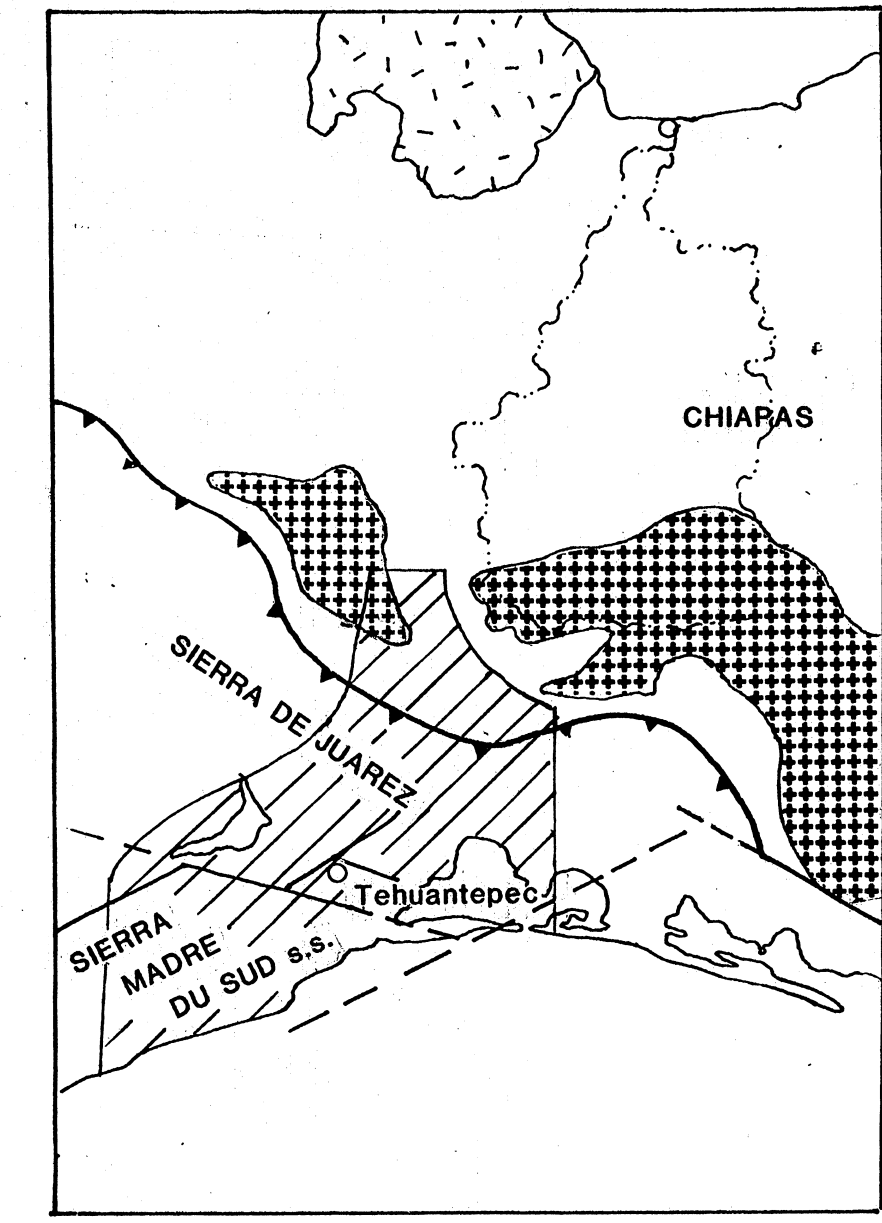 CHIAPAS
SIERRA DE JUAREZ
Tehuantepec
SIERRA
MADRE
DU SUD s.s.